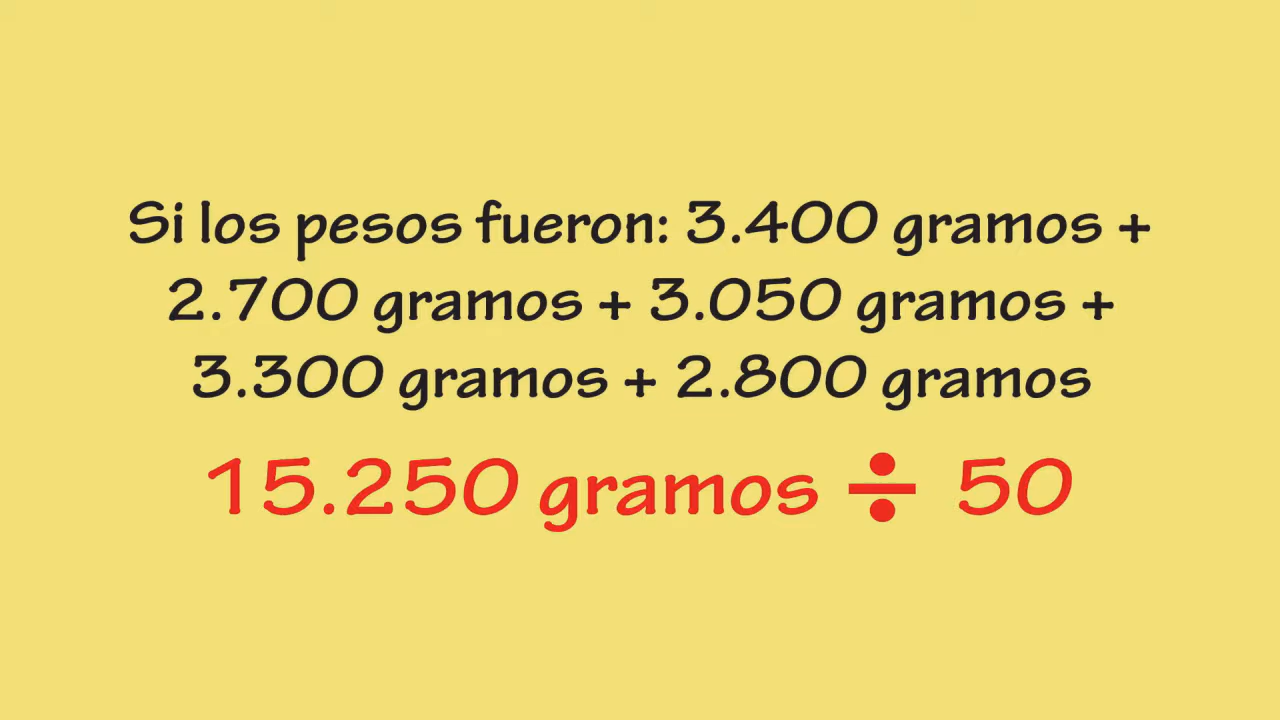 Si los pesos fueron: 3.400 gramos +
2.700 gramos + 3.050 gramos +
3.300 gramos + 2.800 gramos
15.250 gramos ÷ 50